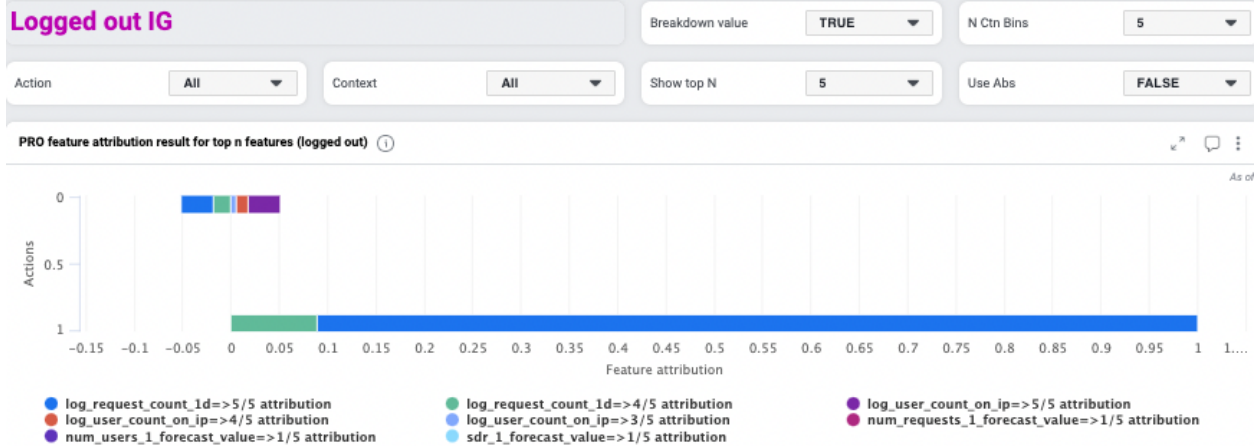 Logged out IG
Breakdown value TRUE
N Ctn Bins 5
Action All
Context All
Show top N 5
Use Abs FALSE
PRO feature attribution result for top n features (logged out) i
As of
0
Actions
0.5
1
−0.15 −0.1 −0.05 0 0.05 0.1 0.15 0.2 0.25 0.3 0.35 0.4 0.45 0.5 0.55 0.6 0.65 0.7 0.75 0.8 0.85 0.9 0.95 1 1....
Feature attribution
log_request_count_1d=>5/5 attribution log_request_count_1d=>4/5 attribution log_user_count_on_ip=>5/5 attribution
log_user_count_on_ip=>4/5 attribution log_user_count_on_ip=>3/5 attribution num_requests_1_forecast_value=>1/5 attribution
num_users_1_forecast_value=>1/5 attribution sdr_1_forecast_value=>1/5 attribution